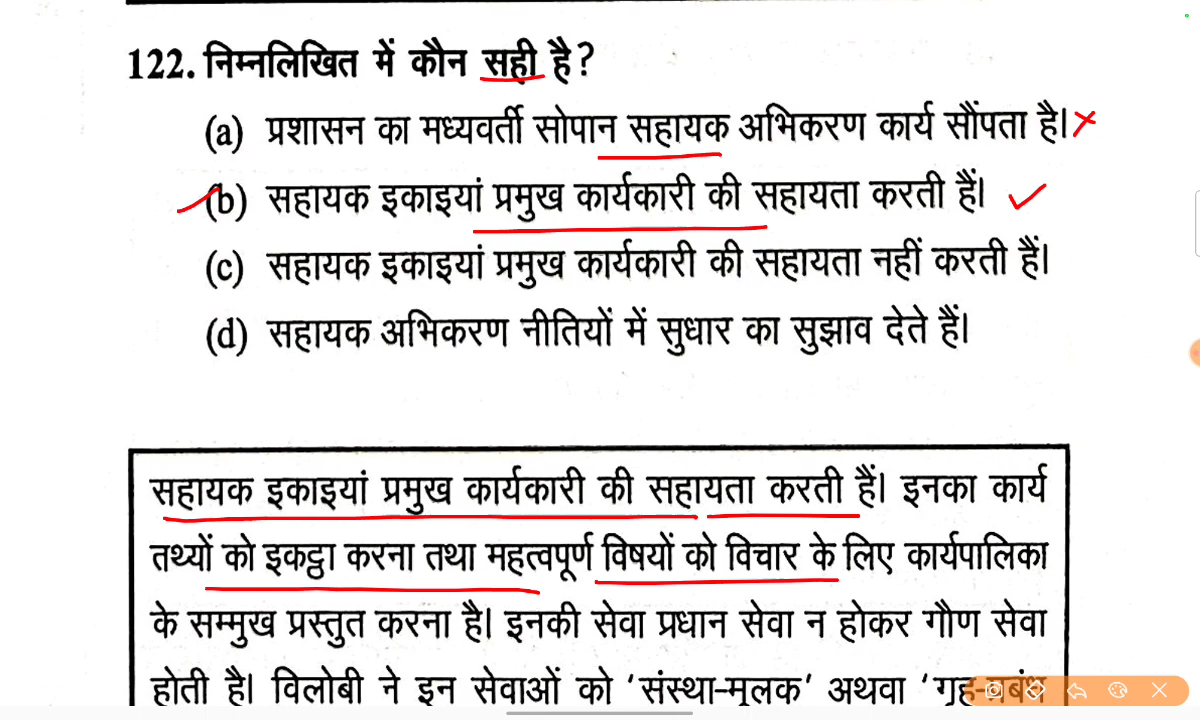 122. निम्नलिखित में कौन सही है?
(a) प्रशासन का मध्यवर्ती सोपान सहायक अभिकरण कार्य सौंपता है।
(b) सहायक इकाइयां प्रमुख कार्यकारी की सहायता करती हैं।
(c) सहायक इकाइयां प्रमुख कार्यकारी की सहायता नहीं करती हैं।
(d) सहायक अभिकरण नीतियों में सुधार का सुझाव देते हैं।
सहायक इकाइयां प्रमुख कार्यकारी की सहायता करती हैं। इनका कार्य
तथ्यों को इकट्ठा करना तथा महत्वपूर्ण विषयों को विचार के लिए कार्यपालिका
के सम्मुख प्रस्तुत करना है। इनकी सेवा प्रधान सेवा न होकर गौण सेवा
होती है। विलोबी ने इन सेवाओं को ‘संस्था-मूलक’ अथवा